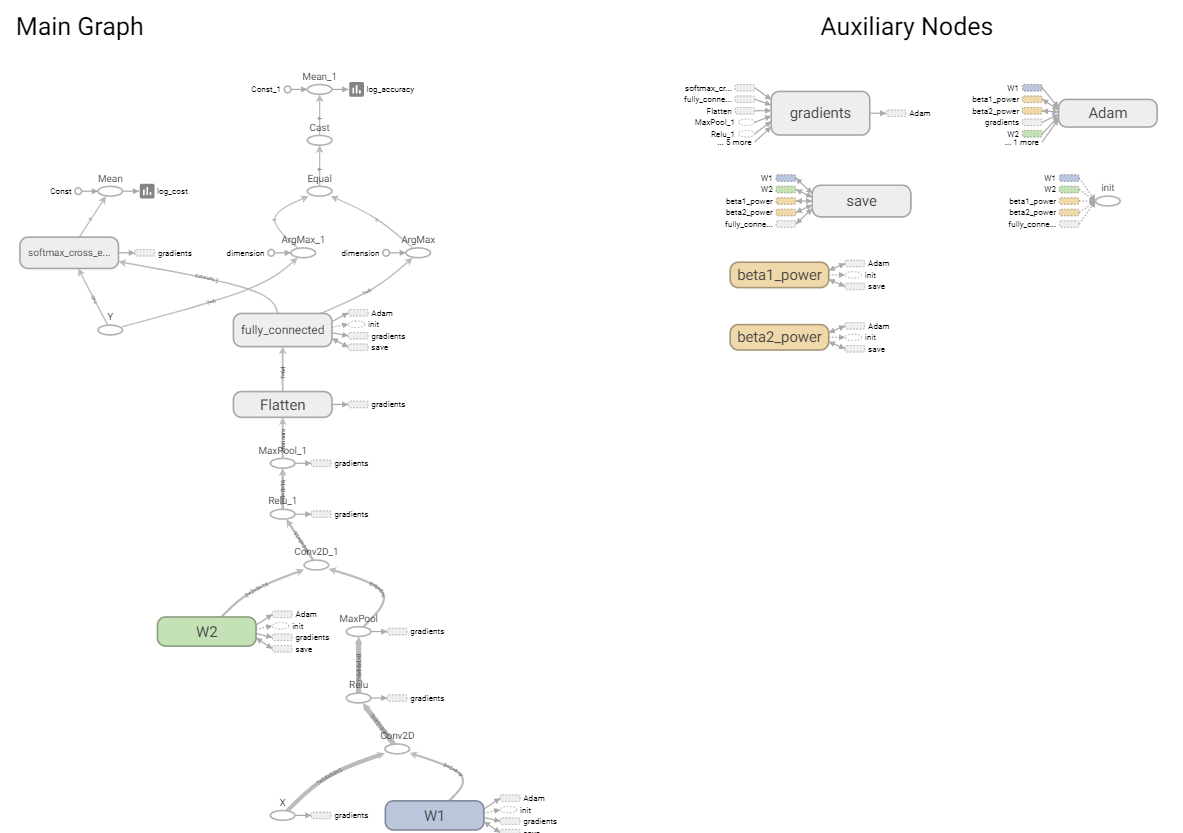 Main Graph
Auxiliary Nodes
Mean_1
Const_1
log_accuracy
Cast
Equal
Mean
Const
log_cost
ArgMax_1
dimension
ArgMax
dimension
softmax_cross_e...
gradients
Y
fully_connected
Adam
init
gradients
save
Flatten
gradients
MaxPool_1
gradients
Relu_1
gradients
Conv2D_1
W2
Adam
init
gradients
save
MaxPool
gradients
Relu
gradients
Conv2D
X
gradients
W1
Adam
init
gradients
save
softmax_cr...
fully_conne...
Flatten
MaxPool_1
Relu_1
... 5 more
gradients
Adam
W1
beta1_power
beta2_power
gradients
W2
... 1 more
Adam
W1
W2
beta1_power
beta2_power
fully_conne...
save
W1
W2
beta1_power
beta2_power
fully_conne...
init
beta1_power
Adam
init
save
beta2_power
Adam
init
save